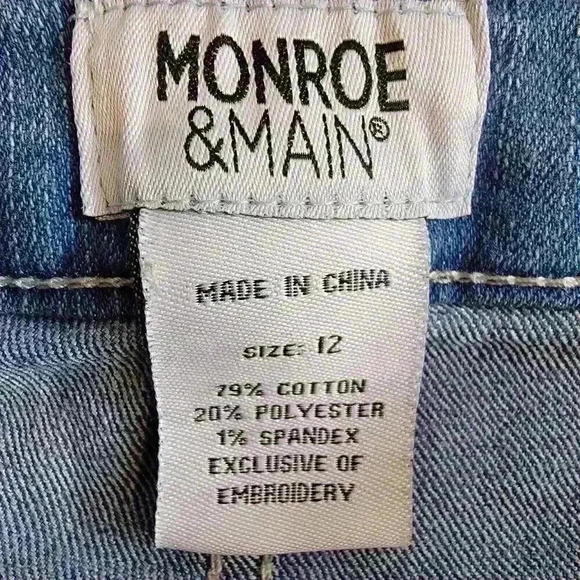 MONROE
&MAIN®
MADE IN CHINA
SIZE: 12
79% COTTON
20% POLYESTER
1% SPANDEX
EXCLUSIVE OF
EMBROIDERY